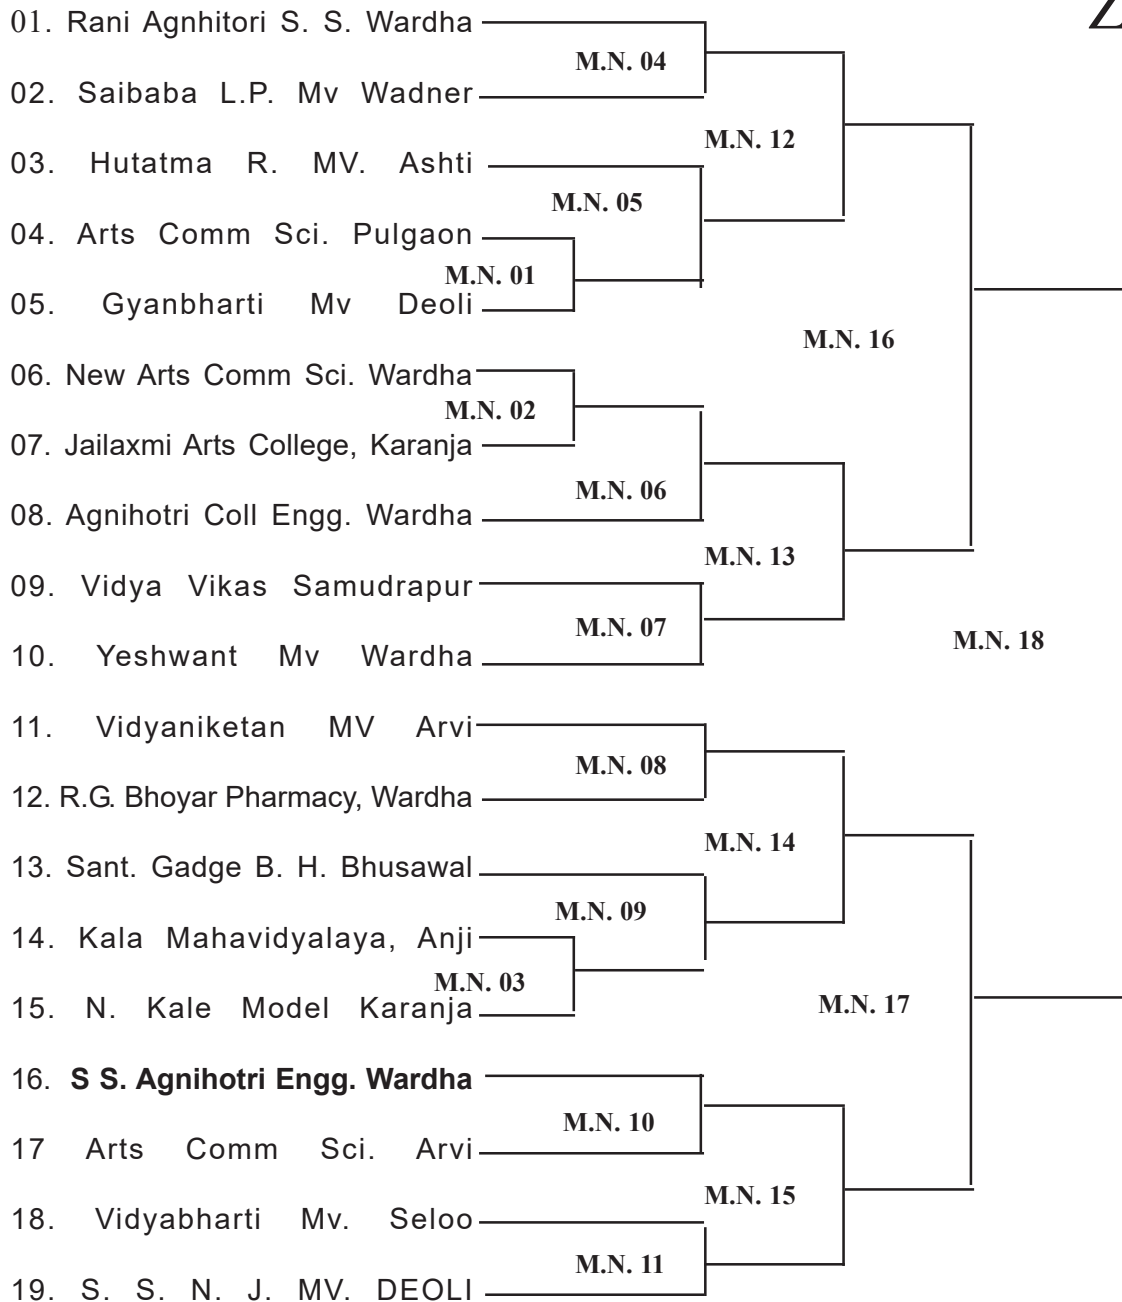 01. Rani Agnhitori S. S. Wardha
M.N. 04
02. Saibaba L.P. Mv Wadner
M.N. 12
03. Hutatma R. MV. Ashti
M.N. 05
04. Arts Comm Sci. Pulgaon
M.N. 01
05. Gyanbharti Mv Deoli
M.N. 16
06. New Arts Comm Sci. Wardha
M.N. 02
07. Jailaxmi Arts College, Karanja
M.N. 06
08. Agnihotri Coll Engg. Wardha
M.N. 13
09. Vidya Vikas Samudrapur
M.N. 07
M.N. 18
10. Yeshwant Mv Wardha
11. Vidyaniketan MV Arvi
M.N. 08
12. R.G. Bhoyar Pharmacy, Wardha
M.N. 14
13. Sant. Gadge B. H. Bhusawal
M.N. 09
14. Kala Mahavidyalaya, Anji
M.N. 03
M.N. 17
15. N. Kale Model Karanja
16. S S. Agnihotri Engg. Wardha
M.N. 10
17 Arts Comm Sci. Arvi
M.N. 15
18. Vidyabharti Mv. Seloo
M.N. 11
19. S. S. N. J. MV. DEOLI